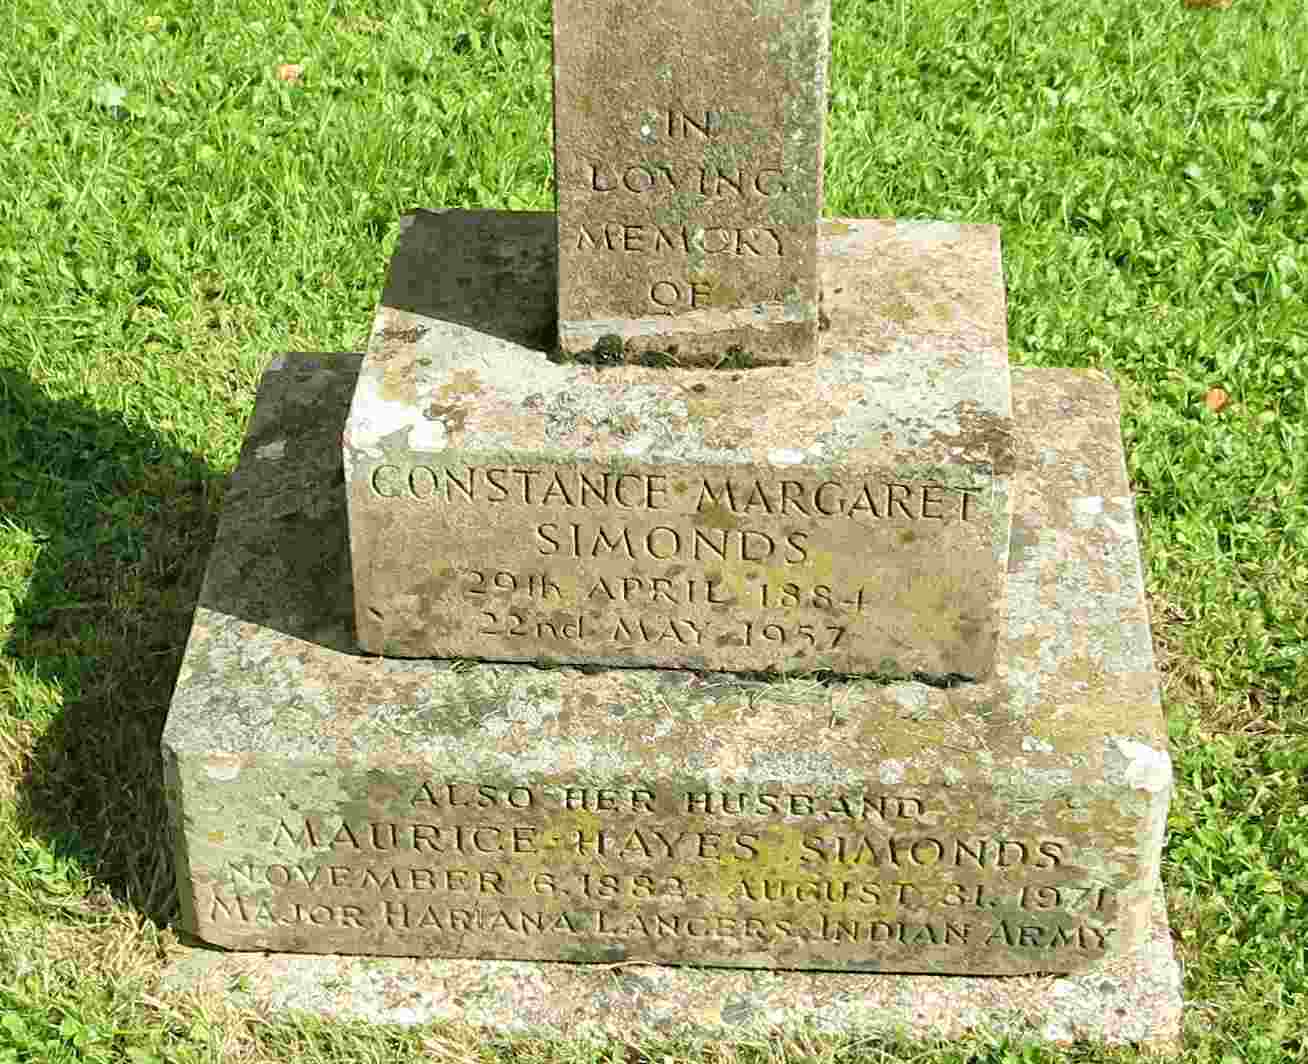 IN
LOVING
MEMORY
OF
CONSTANCE MARGARET
SIMONDS
29th APRIL 1884
22nd MAY 1957
ALSO HER HUSBAND
MAURICE HAYES SIMONDS
NOVEMBER 6. 1882. AUGUST 31. 1971
MAJOR HARIANA LANCERS. INDIAN ARMY